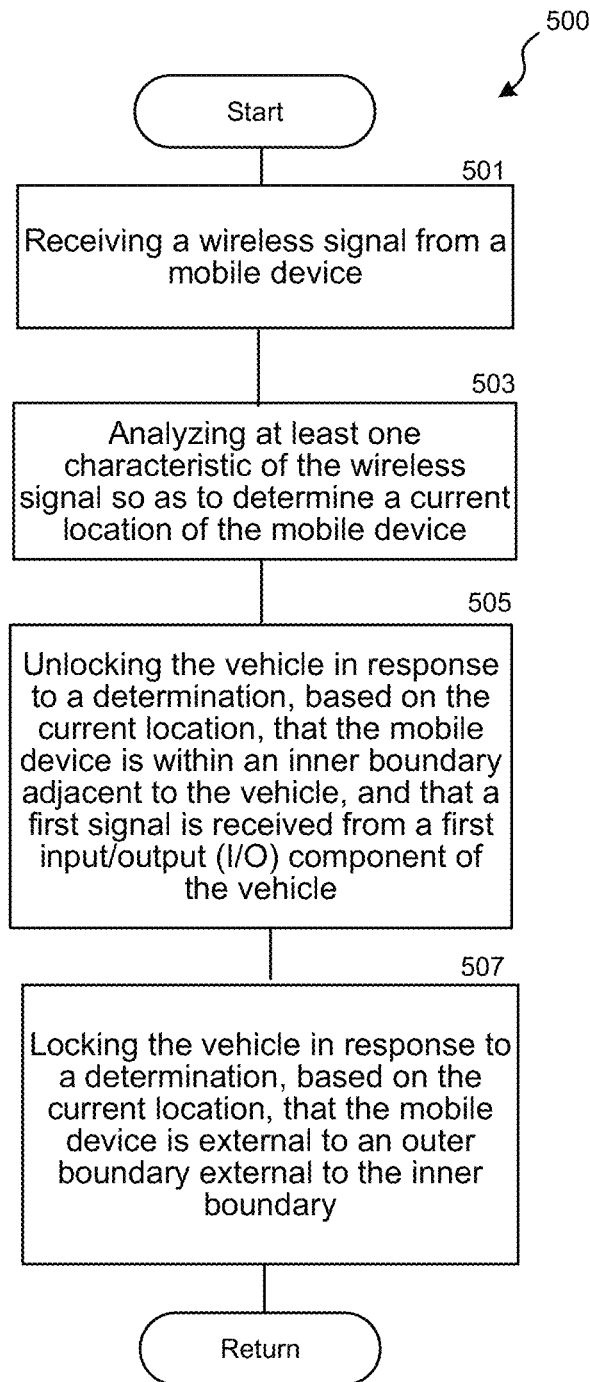 500
Start
501
Receiving a wireless signal from a
mobile device
503
Analyzing at least one
characteristic of the wireless
signal so as to determine a current
location of the mobile device
505
Unlocking the vehicle in response
to a determination, based on the
current location, that the mobile
device is within an inner boundary
adjacent to the vehicle, and that a
first signal is received from a first
input/output (I/O) component of
the vehicle
507
Locking the vehicle in response to
a determination, based on the
current location, that the mobile
device is external to an outer
boundary external to the inner
boundary
Return